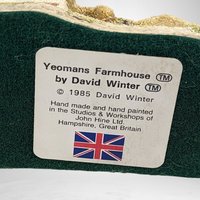 Yeomans Farmhouse TM
by David Winter TM
© 1985 David Winter
Hand made and hand painted
in the Studios & Workshops of
John Hine Ltd.
Hampshire, Great Britain